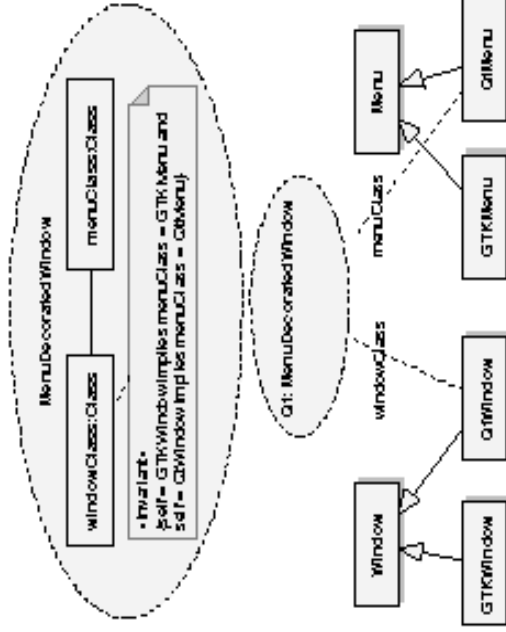 MenuDecoratedWindow
windowClass:Class
menuClass:Class
«invariant»
{self = GTKWindow implies menuClass = GTKMenu and
self = QtWindow implies menuClass = QtMenu}
Qt: MenuDecoratedWindow
windowClass
menuClass
Window
Menu
GTKWindow
QtWindow
GTKMenu
QtMenu